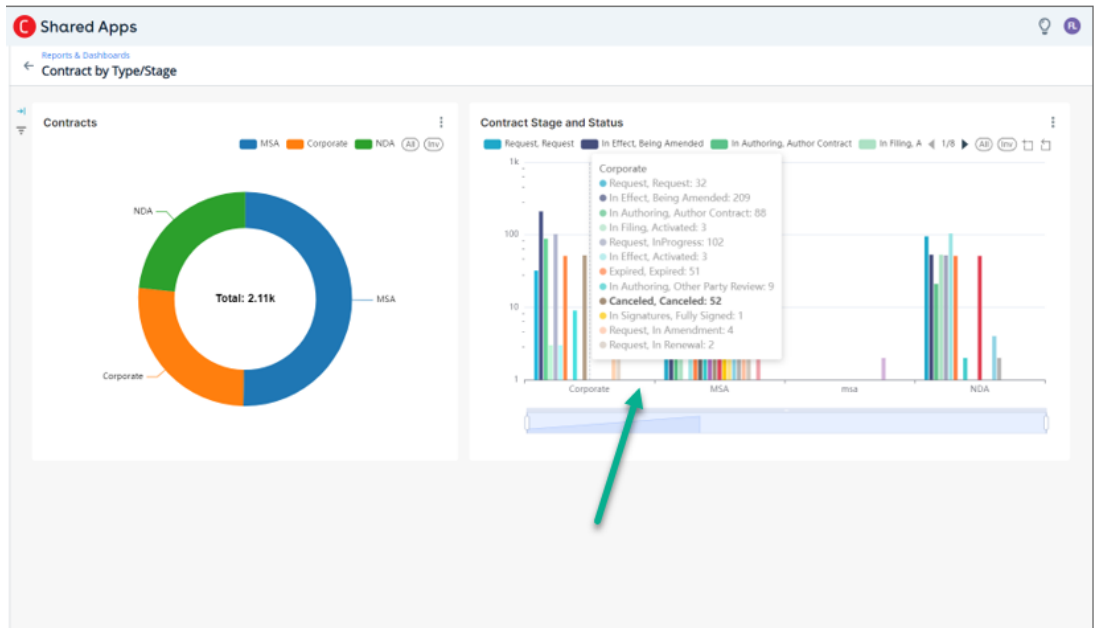 C Shared Apps
FL
Reports & Dashboards
Contract by Type/Stage
Contracts
MSA Corporate NDA All Inv
NDA
Total: 2.11k
MSA
Corporate
Contract Stage and Status
Request, Request In Effect, Being Amended In Authoring, Author Contract In Filing, A 1/8 All Inv
1k
100
10
1
Corporate
Request, Request: 32
In Effect, Being Amended: 209
In Authoring, Author Contract: 88
In Filing, Activated: 3
Request, InProgress: 102
In Effect, Activated: 3
Expired, Expired: 51
In Authoring, Other Party Review: 9
Canceled, Canceled: 52
In Signatures, Fully Signed: 1
Request, In Amendment: 4
Request, In Renewal: 2
Corporate MSA msa NDA